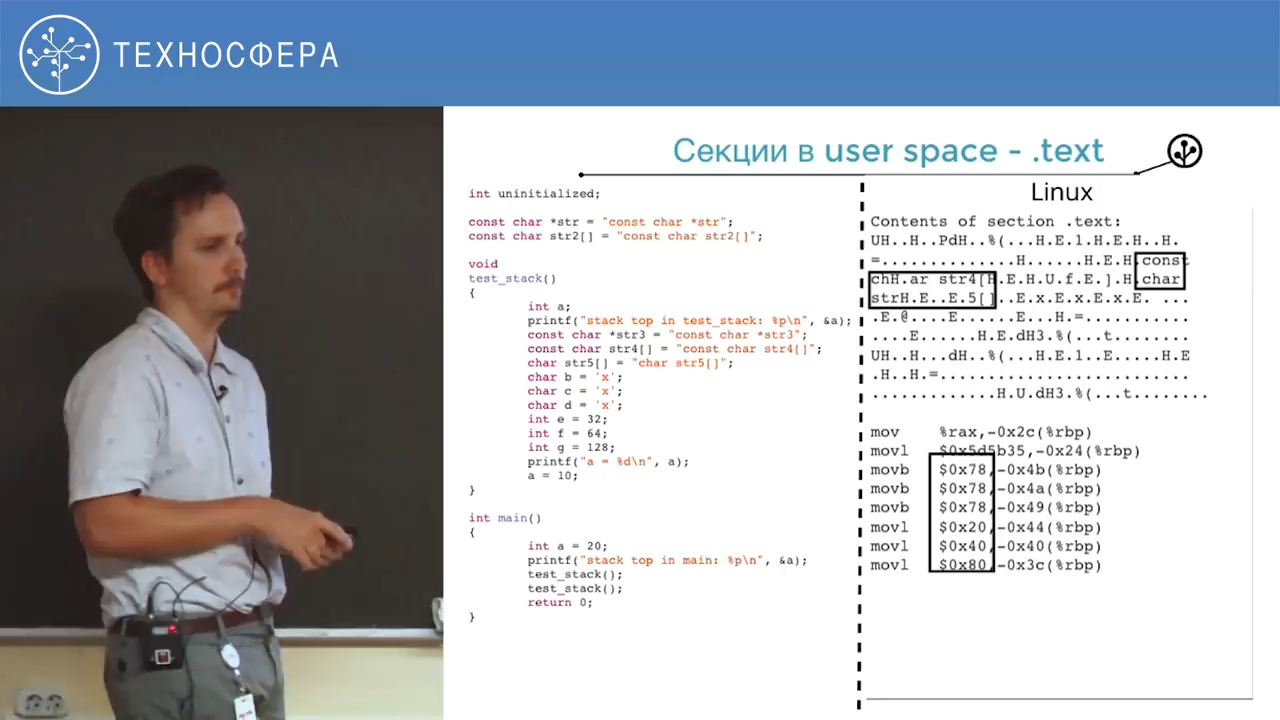 ТЕХНОСФЕРА
Секции в user space - .text
int uninitialized;
const char *str = "const char *str";
const char str2[] = "const char str2[]";
void
test_stack()
{
int a;
printf("stack top in test_stack: %p\n", &a);
const char *str3 = "const char *str3";
const char str4[] = "const char str4[]";
char str5[] = "char str5[]";
char b = 'x';
char c = 'x';
char d = 'x';
int e = 32;
int f = 64;
int g = 128;
printf("a = %d\n", a);
a = 10;
}
int main()
{
int a = 20;
printf("stack top in main: %p\n", &a);
test_stack();
test_stack();
return 0;
}
Linux
Contents of section .text:
UH..H..PdH..%(...H.E.1.H.E.H..H.
=.............H......H.E.H.const
chH.ar str4[H.E.H.U.f.E.].H.char
strH.E..E.5[]..E.x.E.x.E.x.E. ...
.E.@....E......E...H.=...........
....E......H.E.dH3.%(...t........
UH..H...dH..%(...H.E.1..E.....H.E
.H..H.=..........................
.............H.U.dH3.%(...t........
mov %rax,-0x2c(%rbp)
movl $0x5d5b35,-0x24(%rbp)
movb $0x78,-0x4b(%rbp)
movb $0x78,-0x4a(%rbp)
movb $0x78,-0x49(%rbp)
movl $0x20,-0x44(%rbp)
movl $0x40,-0x40(%rbp)
movl $0x80,-0x3c(%rbp)